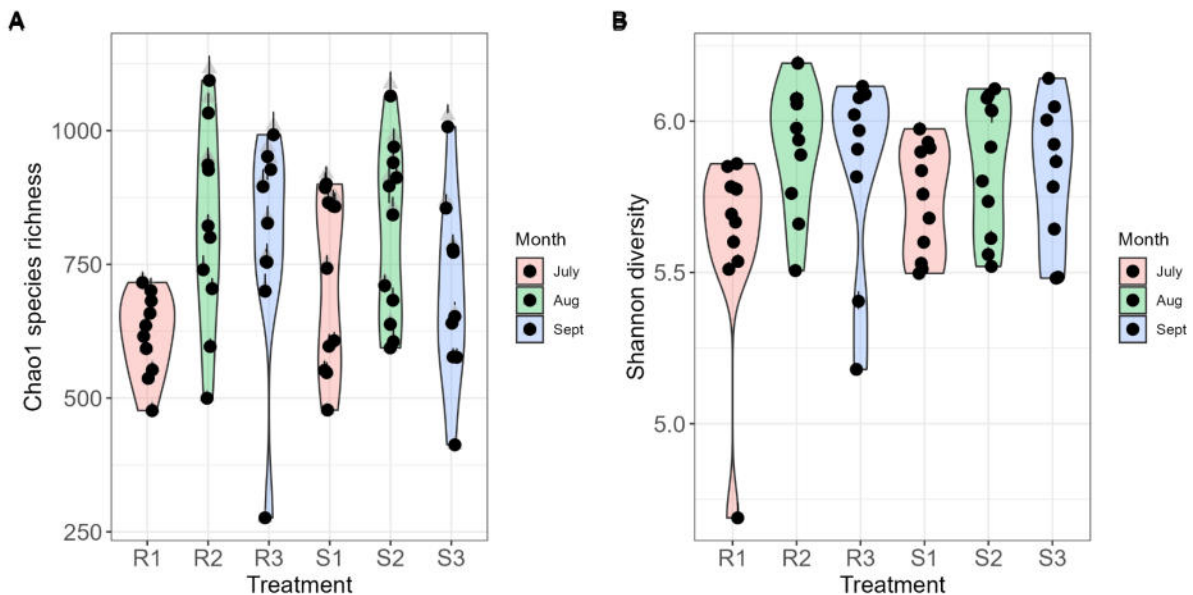 A
Chao1 species richness
1000
750
500
250
R1 R2 R3 S1 S2 S3
Treatment
Month
July
Aug
Sept
B
Shannon diversity
6.0
5.5
5.0
R1 R2 R3 S1 S2 S3
Treatment
Month
July
Aug
Sept